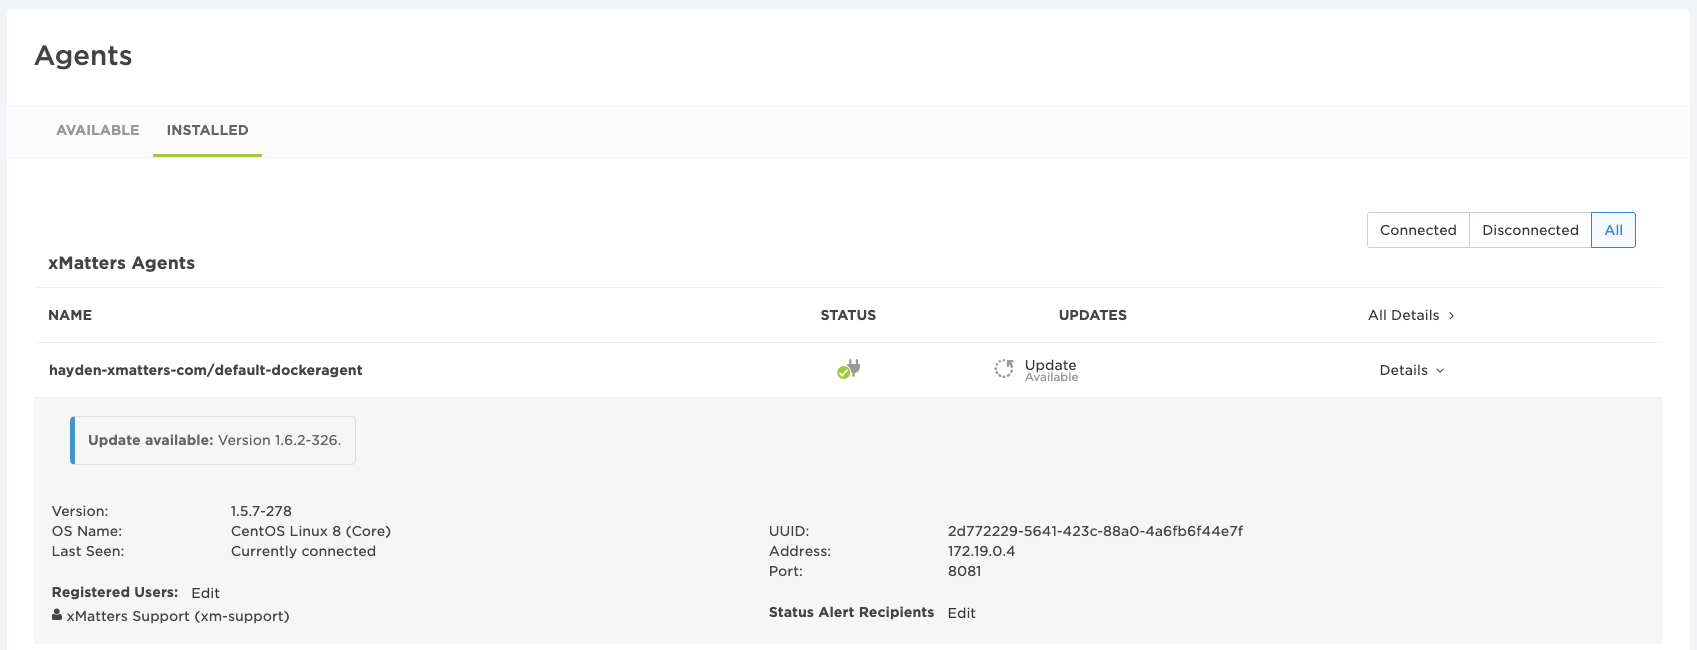 Agents
AVAILABLE INSTALLED
Connected Disconnected All
xMatters Agents
NAME STATUS UPDATES All Details
hayden-xmatters-com/default-dockeragent Update Details
Available
Update available: Version 1.6.2-326.
Version: 1.5.7-278
OS Name: CentOS Linux 8 (Core)
Last Seen: Currently connected
Registered Users: Edit
xMatters Support (xm-support)
UUID: 2d772229-5641-423c-88a0-4a6fb6f44e7f
Address: 172.19.0.4
Port: 8081
Status Alert Recipients Edit